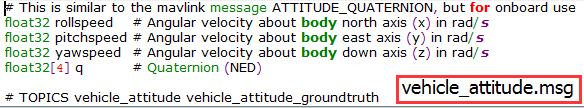 # This is similar to the mavlink message ATTITUDE_QUATERNION, but for onboard use
float32 rollspeed # Angular velocity about body north axis (x) in rad/s
float32 pitchspeed # Angular velocity about body east axis (y) in rad/s
float32 yawspeed # Angular velocity about body down axis (z) in rad/s
float32[4] q # Quaternion (NED)
vehicle_attitude.msg
# TOPICS vehicle_attitude vehicle_attitude_groundtruth